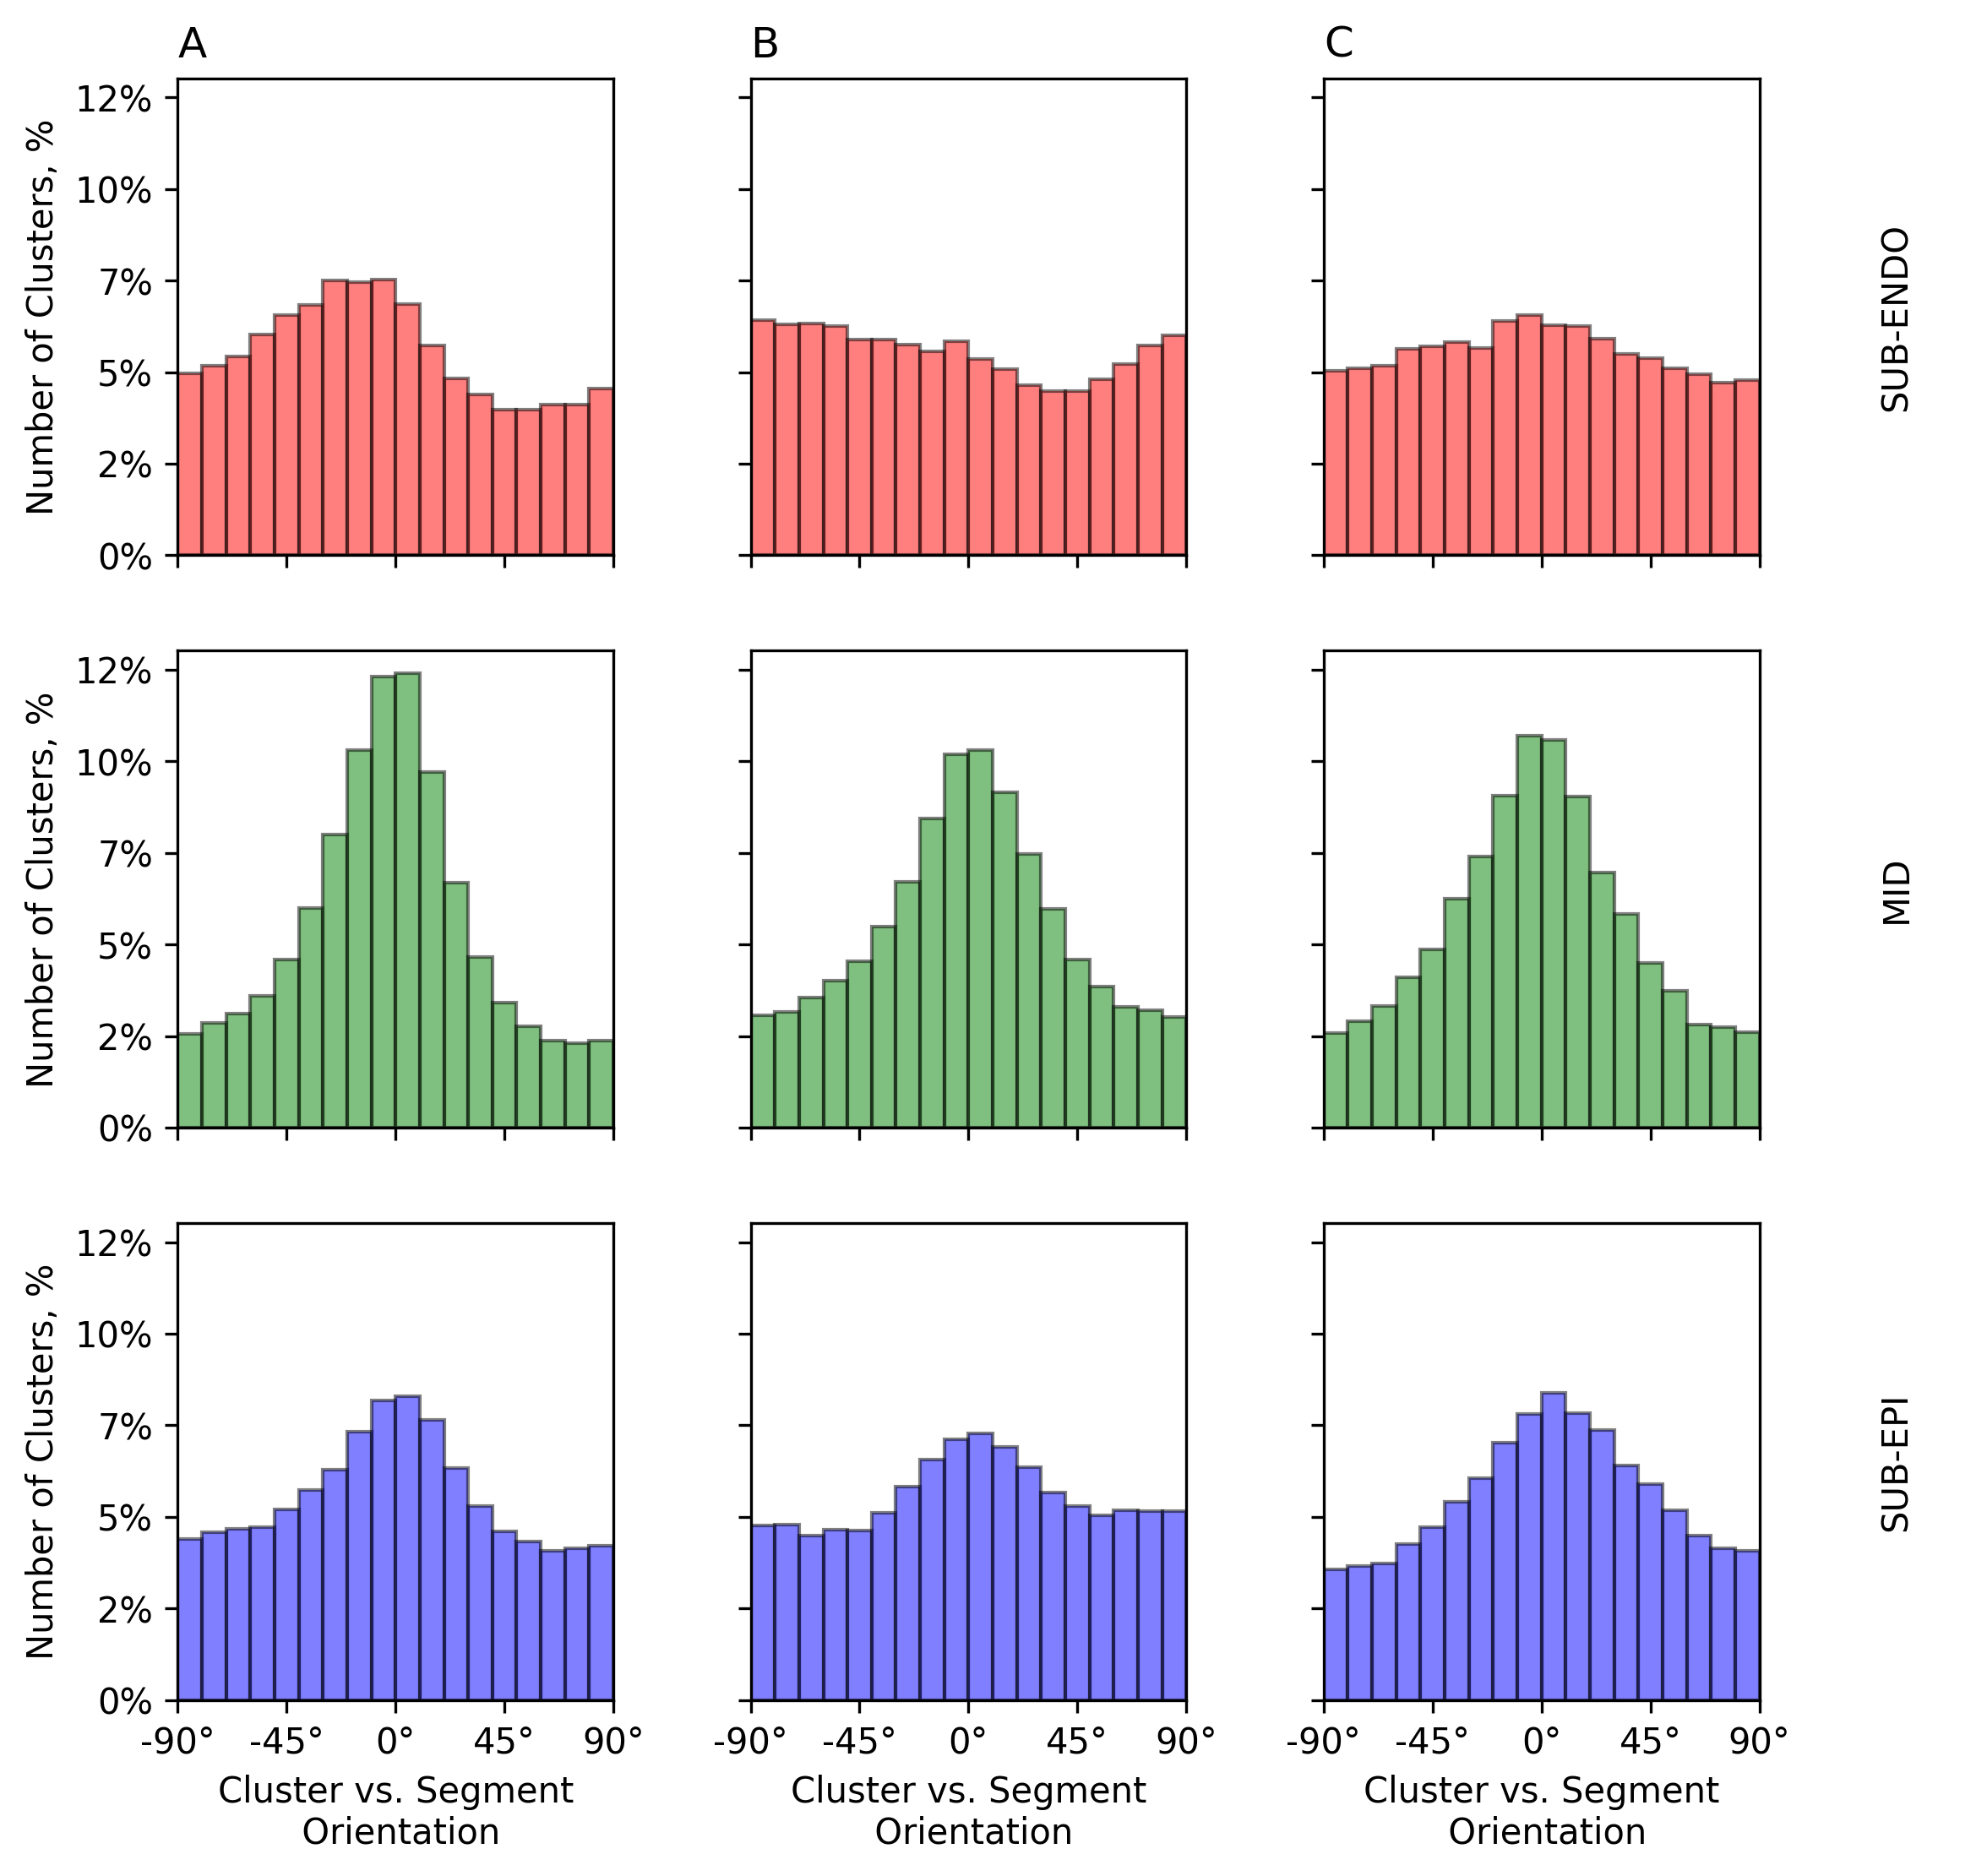 A
B
C
12%
10%
7%
5%
2%
0%
Number of Clusters, %
SUB-ENDO
12%
10%
7%
5%
2%
0%
Number of Clusters, %
MID
12%
10%
7%
5%
2%
0%
Number of Clusters, %
SUB-EPI
-90° -45° 0° 45° 90°
Cluster vs. Segment
Orientation
-90° -45° 0° 45° 90°
Cluster vs. Segment
Orientation
-90° -45° 0° 45° 90°
Cluster vs. Segment
Orientation